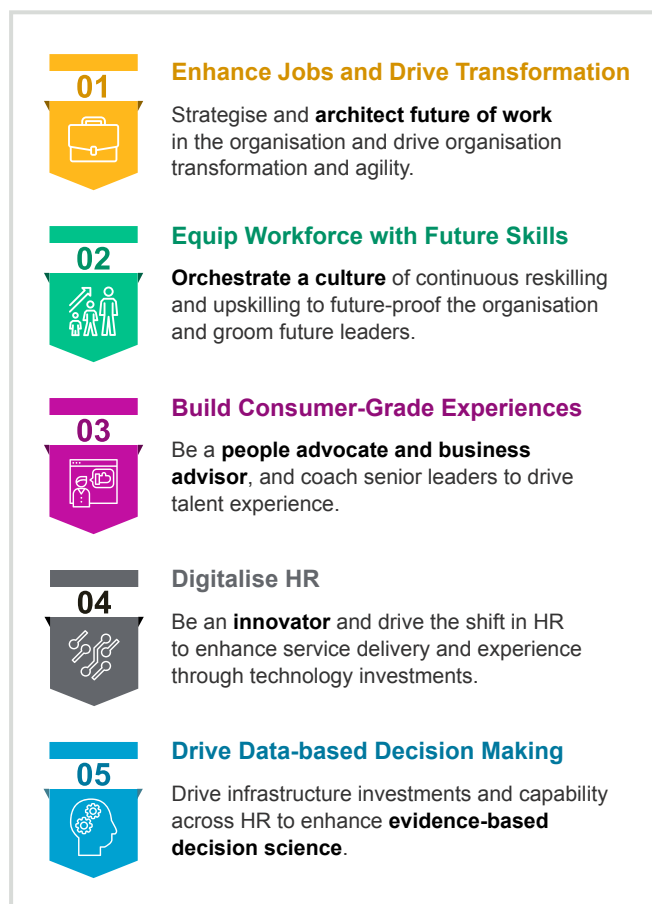 01
Enhance Jobs and Drive Transformation
Strategise and architect future of work
in the organisation and drive organisation
transformation and agility.
02
Equip Workforce with Future Skills
Orchestrate a culture of continuous reskilling
and upskilling to future-proof the organisation
and groom future leaders.
03
Build Consumer-Grade Experiences
Be a people advocate and business
advisor, and coach senior leaders to drive
talent experience.
04
Digitalise HR
Be an innovator and drive the shift in HR
to enhance service delivery and experience
through technology investments.
05
Drive Data-based Decision Making
Drive infrastructure investments and capability
across HR to enhance evidence-based
decision science.